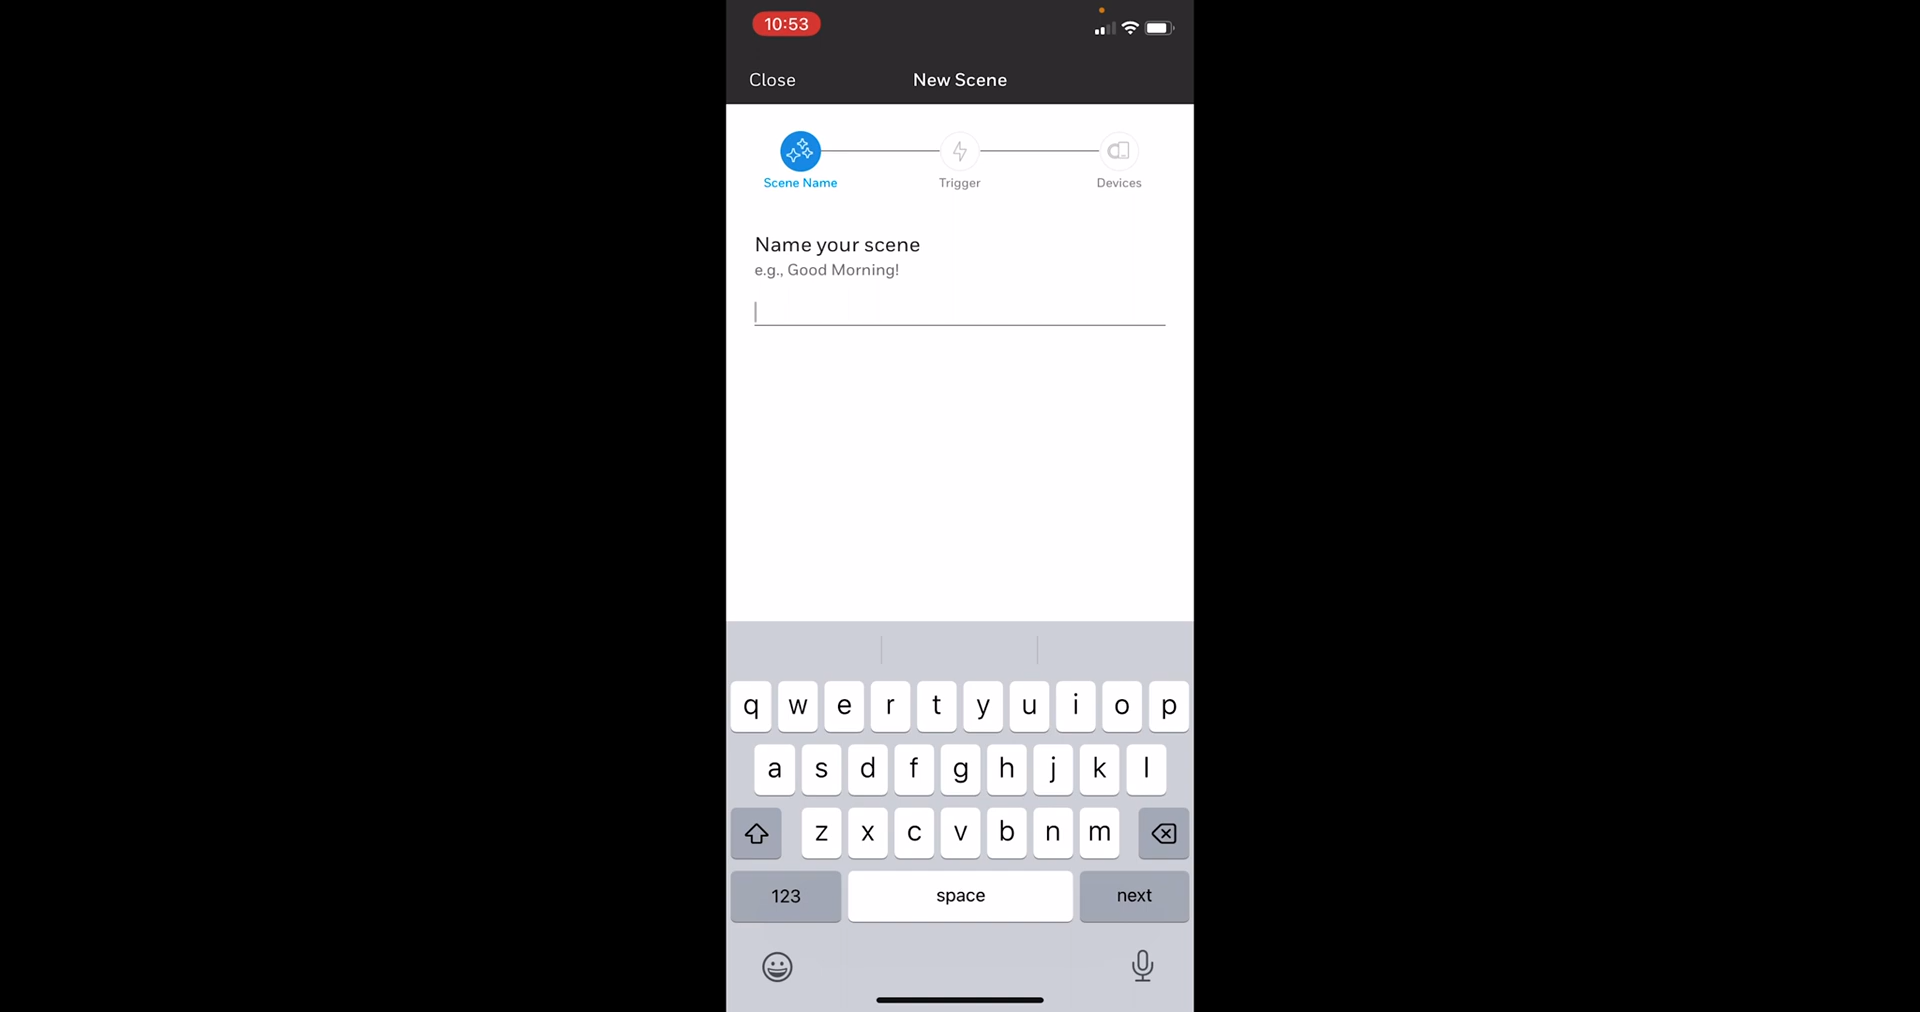 10:53
Close
New Scene
Scene Name
Trigger
Devices
Name your scene
e.g., Good Morning!
q w e r t y u i o p
a s d f g h j k l
z x c v b n m
123
space
next